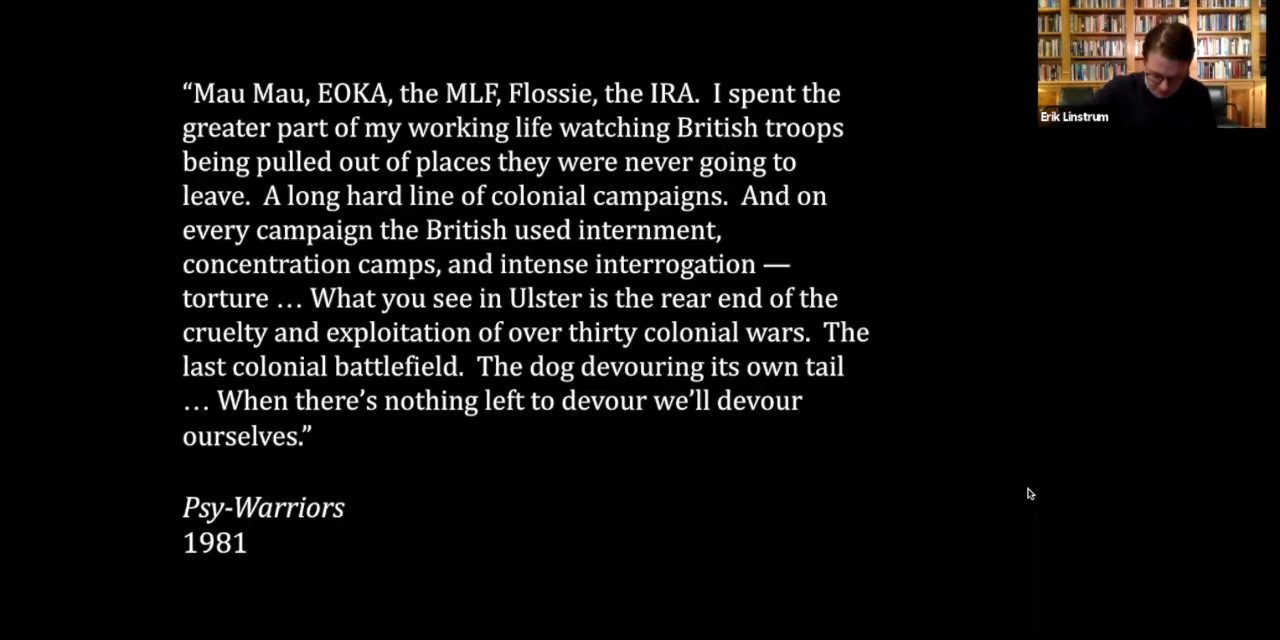 “Mau Mau, EOKA, the MLF, Flossie, the IRA.  I spent the
greater part of my working life watching British troops
being pulled out of places they were never going to
leave.  A long hard line of colonial campaigns.  And on
every campaign the British used internment,
concentration camps, and intense interrogation —
torture … What you see in Ulster is the rear end of the
cruelty and exploitation of over thirty colonial wars.  The
last colonial battlefield.  The dog devouring its own tail
… When there’s nothing left to devour we’ll devour
ourselves.”
Psy-Warriors
1981
Erik Linstrum